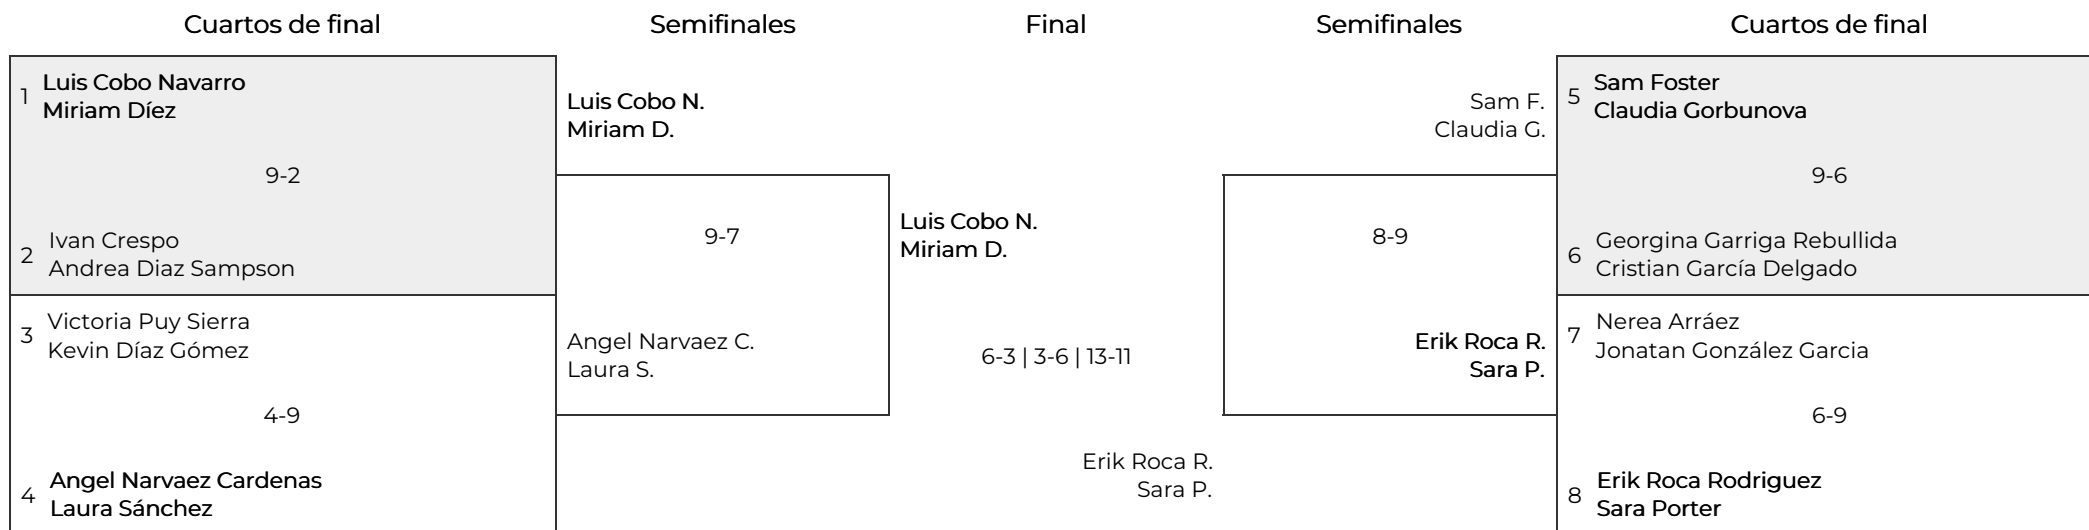 Cuartos de final
Semifinales
Final
Semifinales
Cuartos de final
1
Luis Cobo Navarro
Miriam Díez
9-2
2
Ivan Crespo
Andrea Diaz Sampson
3
Victoria Puy Sierra
Kevin Díaz Gómez
4-9
4
Angel Narvaez Cardenas
Laura Sánchez
Luis Cobo N.
Miriam D.
9-7
Angel Narvaez C.
Laura S.
Luis Cobo N.
Miriam D.
6-3 | 3-6 | 13-11
Erik Roca R.
Sara P.
Sam F.
Claudia G.
8-9
Erik Roca R.
Sara P.
5
Sam Foster
Claudia Gorbunova
9-6
6
Georgina Garriga Rebullida
Cristian García Delgado
7
Nerea Arráez
Jonatan González Garcia
6-9
8
Erik Roca Rodriguez
Sara Porter